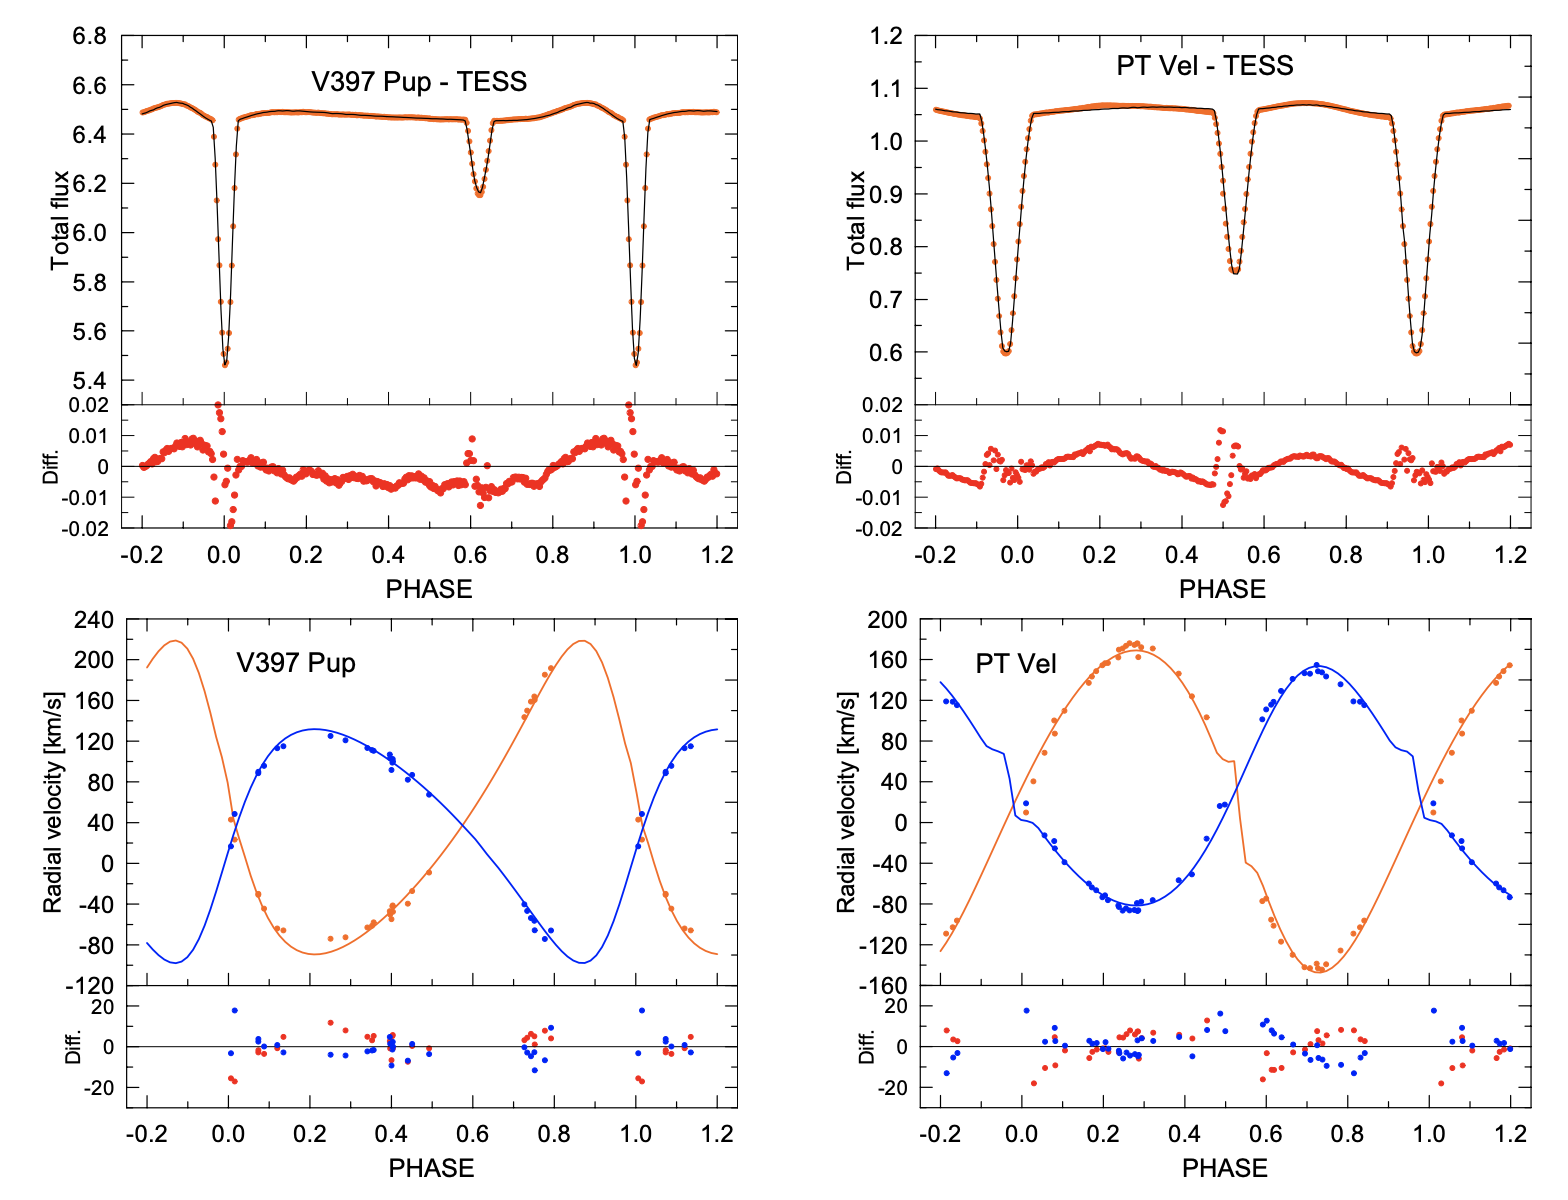 V397 Pup - TESS
Total flux
6.8
6.6
6.4
6.2
6.0
5.8
5.6
5.4
Diff.
0.02
0.01
0
-0.01
-0.02
-0.2 0.0 0.2 0.4 0.6 0.8 1.0 1.2
PHASE
PT Vel - TESS
Total flux
1.2
1.1
1.0
0.9
0.8
0.7
0.6
Diff.
0.02
0.01
0
-0.01
-0.02
-0.2 0.0 0.2 0.4 0.6 0.8 1.0 1.2
PHASE
V397 Pup
Radial velocity [km/s]
240
200
160
120
80
40
0
-40
-80
-120
Diff.
20
0
-20
-0.2 0.0 0.2 0.4 0.6 0.8 1.0 1.2
PHASE
PT Vel
Radial velocity [km/s]
200
160
120
80
40
0
-40
-80
-120
-160
Diff.
20
0
-20
-0.2 0.0 0.2 0.4 0.6 0.8 1.0 1.2
PHASE